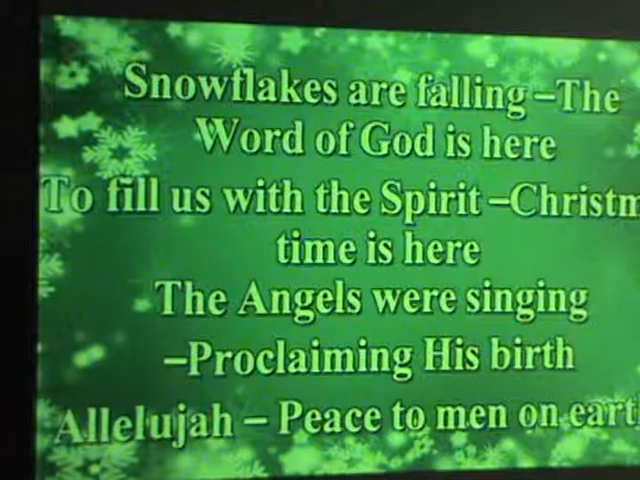 Snowflakes are falling –The
Word of God is here
To fill us with the Spirit –Christm
time is here
The Angels were singing
–Proclaiming His birth
Allelujah – Peace to men on eart